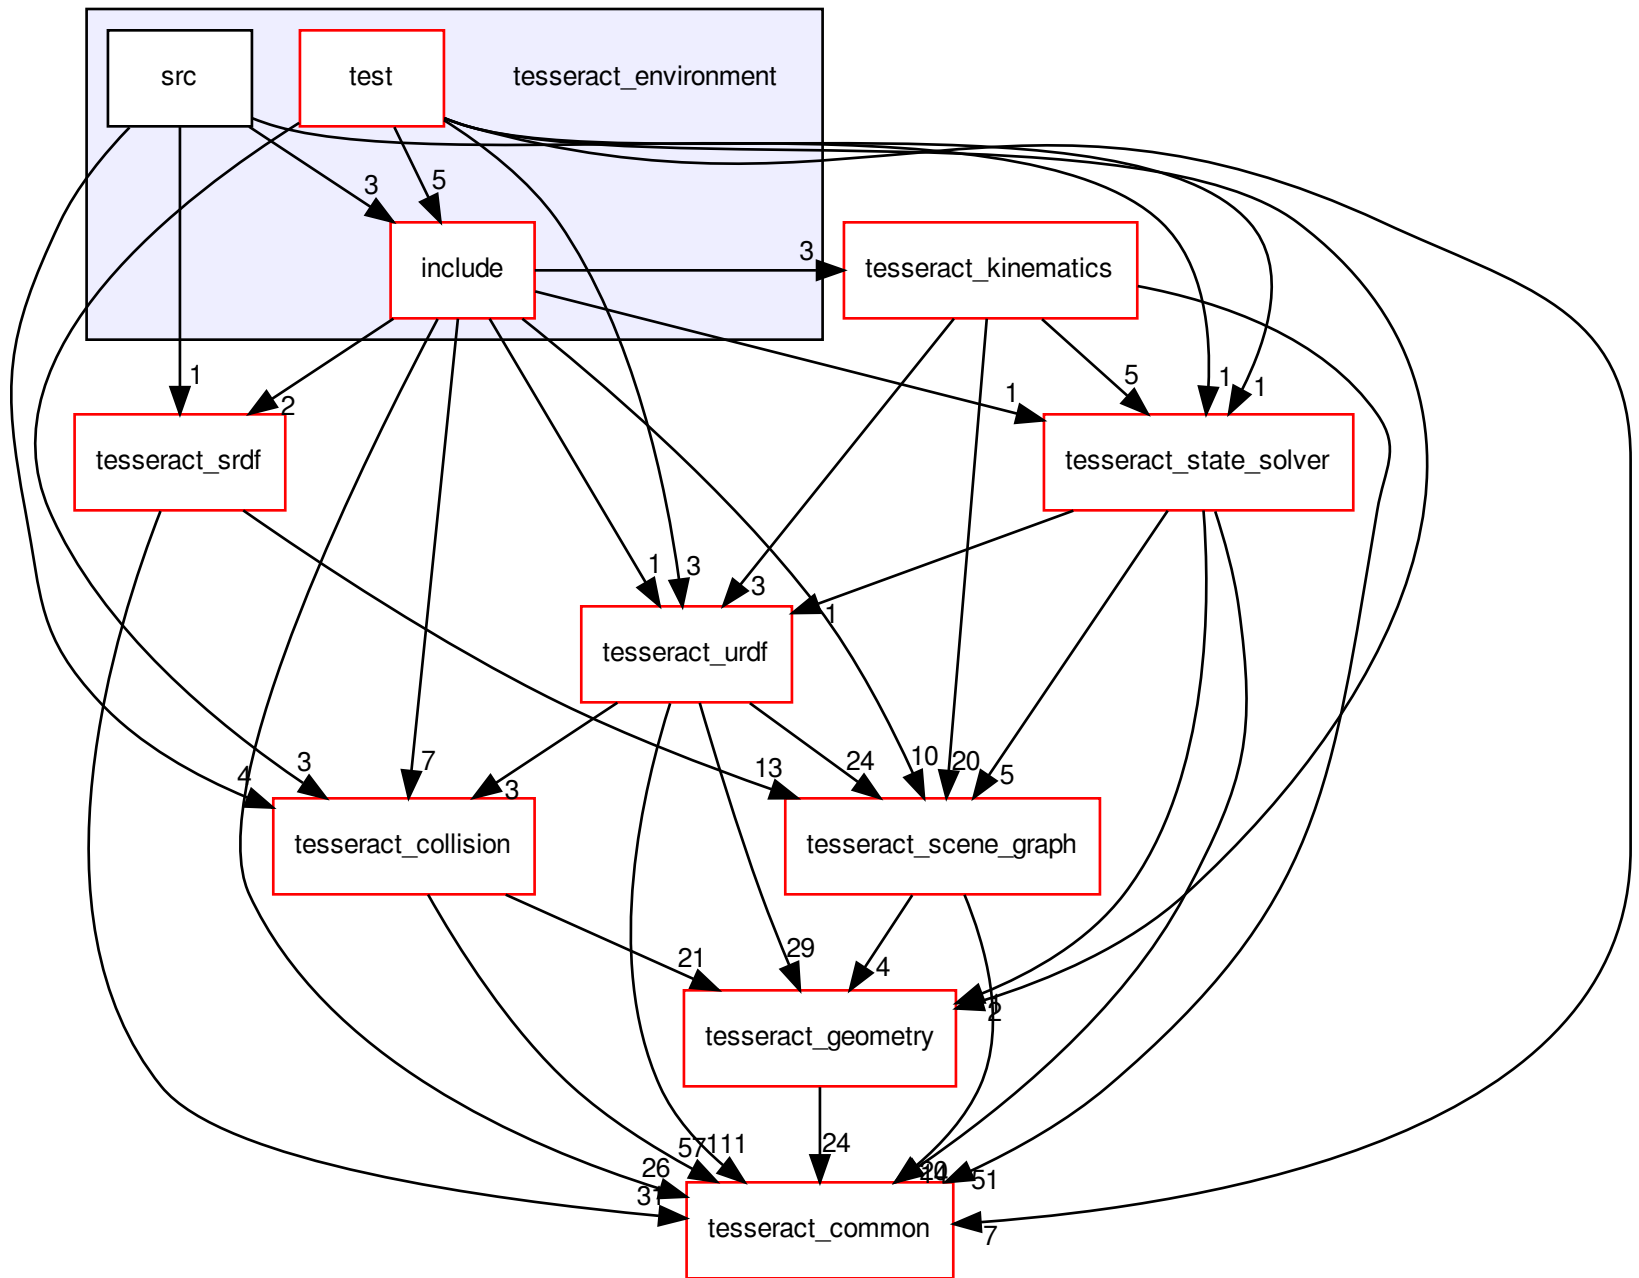 src
test
tesseract_environment
3
5
include
3
tesseract_kinematics
1
2
1
5
1
1
tesseract_srdf
tesseract_state_solver
1
3
3
1
tesseract_urdf
4
3
7
3
13
24
10
20
5
tesseract_collision
tesseract_scene_graph
21
29
4
2
tesseract_geometry
26
31
57
111
24
51
7
tesseract_common